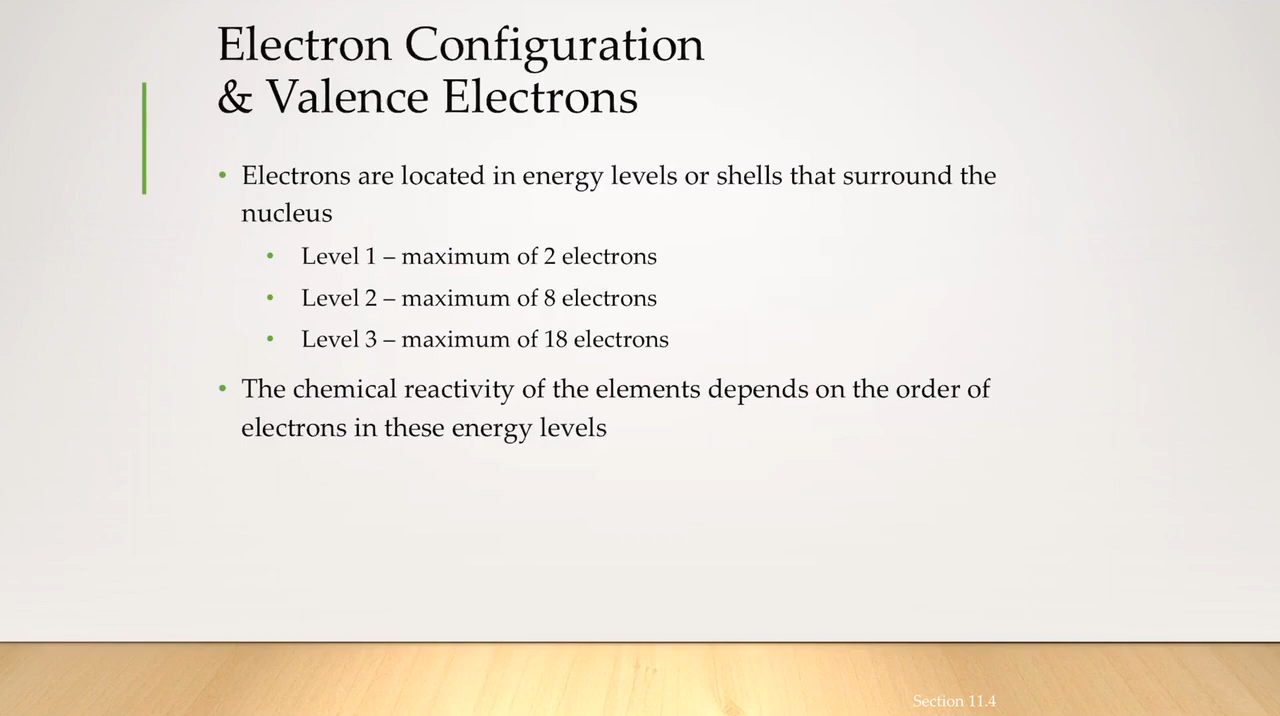 Electron Configuration
& Valence Electrons
• Electrons are located in energy levels or shells that surround the
nucleus
• Level 1 – maximum of 2 electrons
• Level 2 – maximum of 8 electrons
• Level 3 – maximum of 18 electrons
• The chemical reactivity of the elements depends on the order of
electrons in these energy levels
Section 11.4